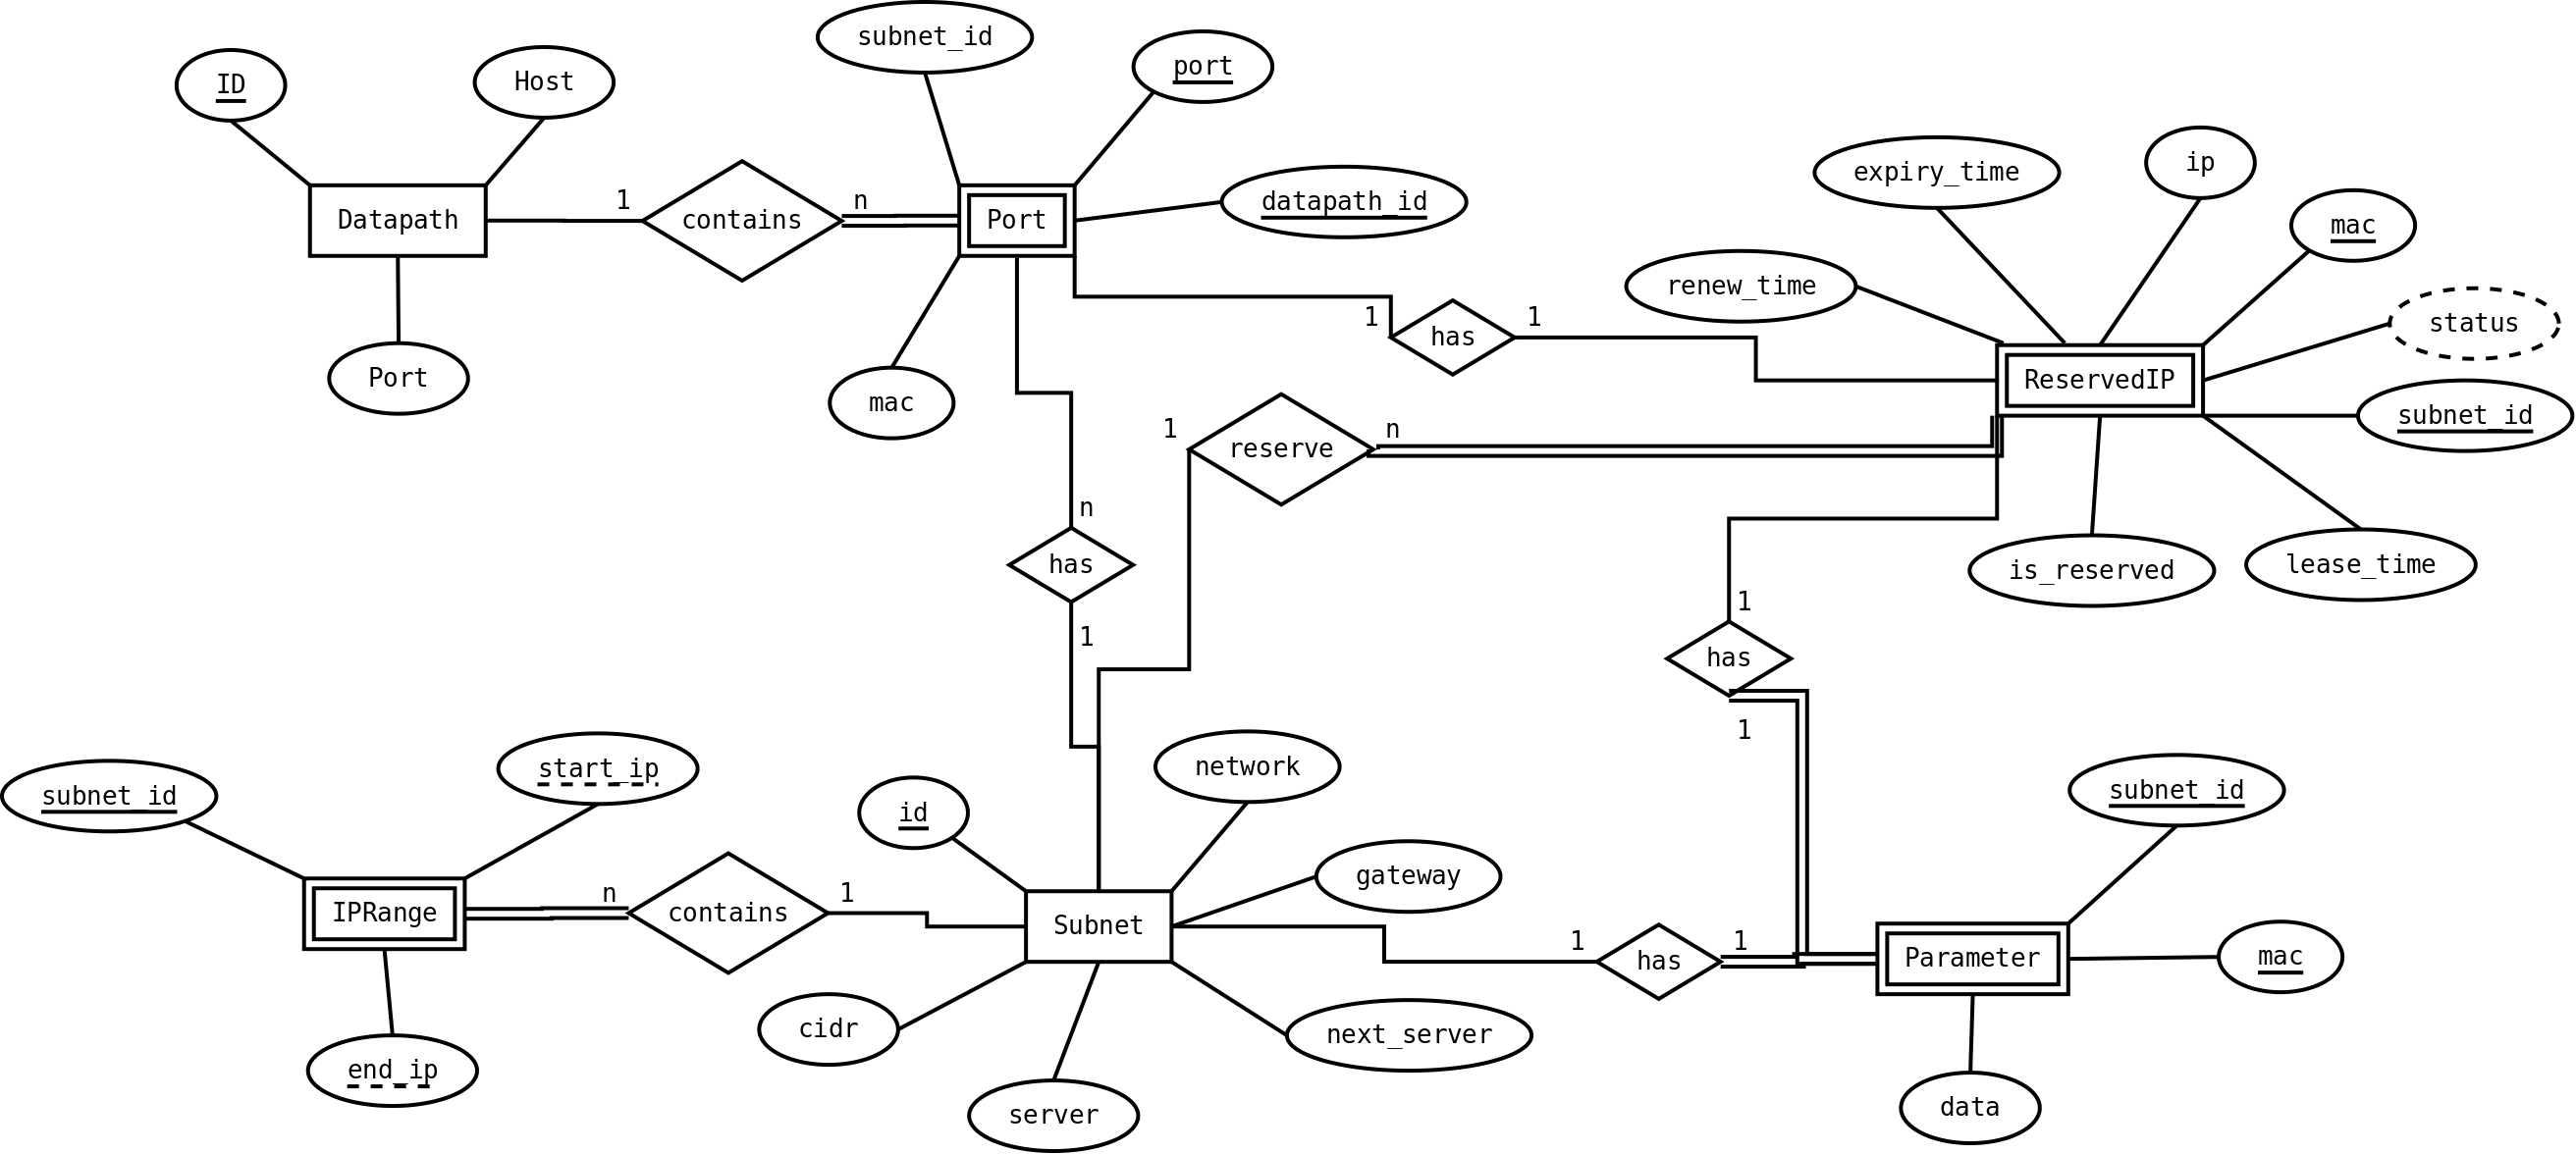 subnet_id
port
ID
Host
expiry_time
ip
datapath_id
mac
Datapath
1
contains
n
Port
renew_time
status
1
has
1
Port
mac
ReservedIP
subnet_id
1
reserve
n
n
has
is_reserved
lease_time
1
1
has
1
subnet_id
start_ip
id
network
subnet_id
gateway
IPRange
n
contains
1
Subnet
1
has
1
Parameter
mac
cidr
next_server
end_ip
server
data